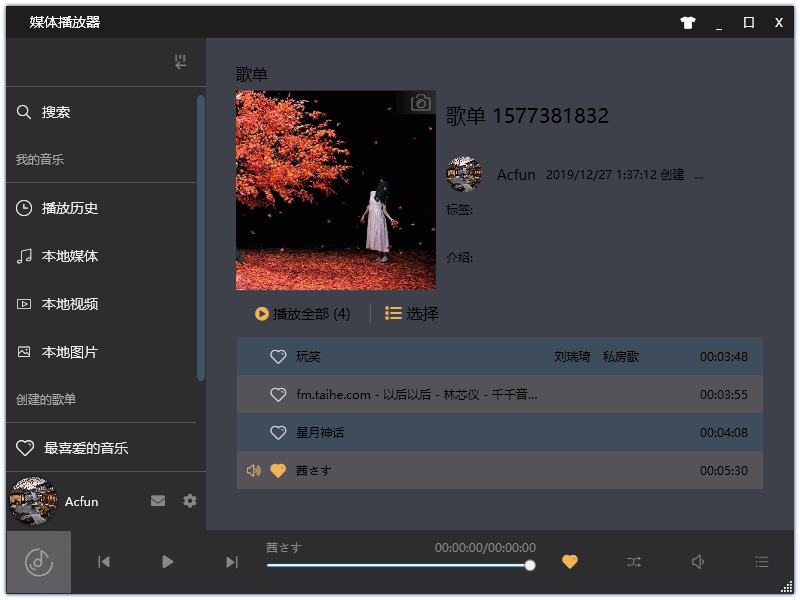 媒体播放器
搜索
我的音乐
播放历史
本地媒体
本地视频
本地图片
创建的歌单
最喜爱的音乐
Acfun
歌单
歌单 1577381832
Acfun 2019/12/27 1:37:12 创建 ...
标签:
介绍:
播放全部 (4) 选择
玩笑 刘瑞琦 私房歌 00:03:48
fm.taihe.com - 以后以后 - 林芯仪 - 千千音... 00:03:55
星月神话 00:04:08
茜さす 00:05:30
茜さす 00:00:00/00:00:00